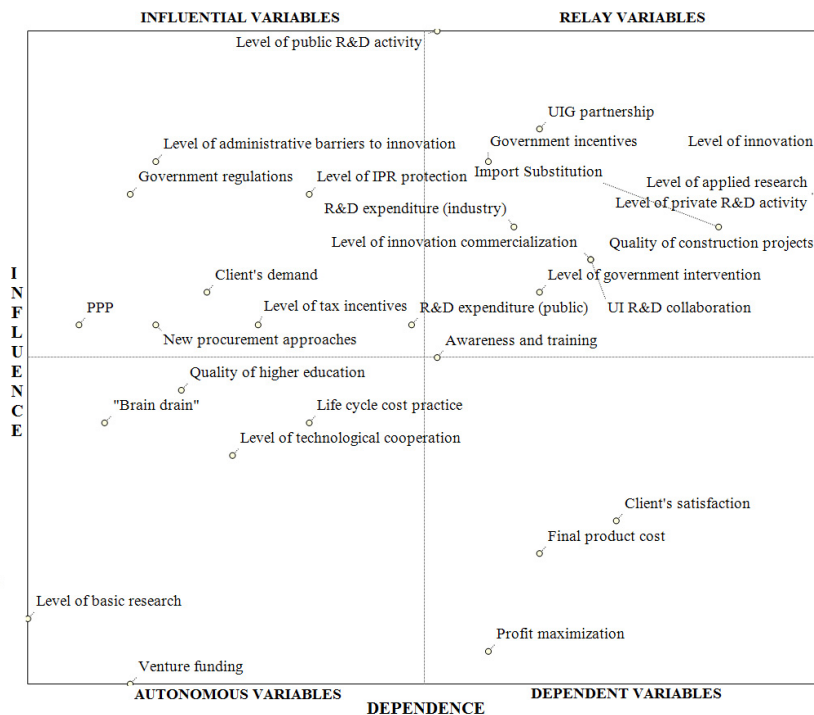 INFLUENTIAL VARIABLES
RELAY VARIABLES
Level of public R&D activity
UIG partnership
Level of administrative barriers to innovation
Government incentives
Level of innovation
Government regulations
Level of IPR protection
Import Substitution
Level of applied research
R&D expenditure (industry)
Level of private R&D activity
Level of innovation commercialization
Quality of construction projects
Client's demand
Level of government intervention
PPP
Level of tax incentives
R&D expenditure (public)
UI R&D collaboration
New procurement approaches
Awareness and training
INFLUENCE
Quality of higher education
"Brain drain"
Life cycle cost practice
Level of technological cooperation
Client's satisfaction
Final product cost
Level of basic research
Profit maximization
Venture funding
AUTONOMOUS VARIABLES
DEPENDENT VARIABLES
DEPENDENCE